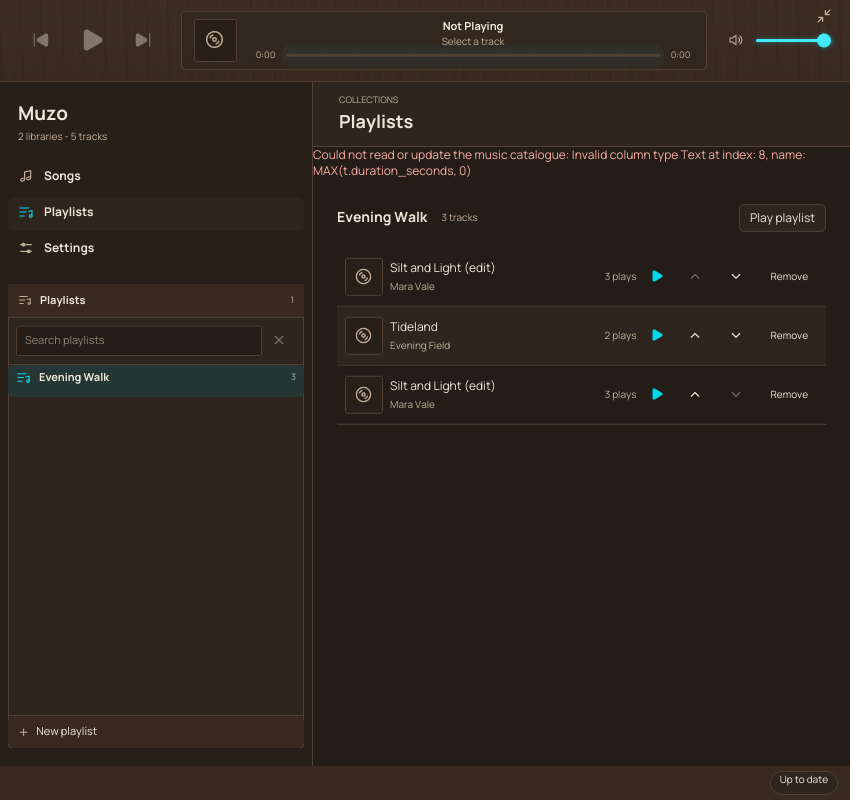 Not Playing
Select a track
0:00
0:00
Muzo
2 libraries - 5 tracks
Songs
Playlists
Settings
Playlists 1
Search playlists
Evening Walk 3
New playlist
COLLECTIONS
Playlists
Could not read or update the music catalogue: Invalid column type Text at index: 8, name:
MAX(t.duration_seconds, 0)
Evening Walk 3 tracks Play playlist
Silt and Light (edit)
Mara Vale
3 plays Remove
Tideland
Evening Field
2 plays Remove
Silt and Light (edit)
Mara Vale
3 plays Remove
Up to date